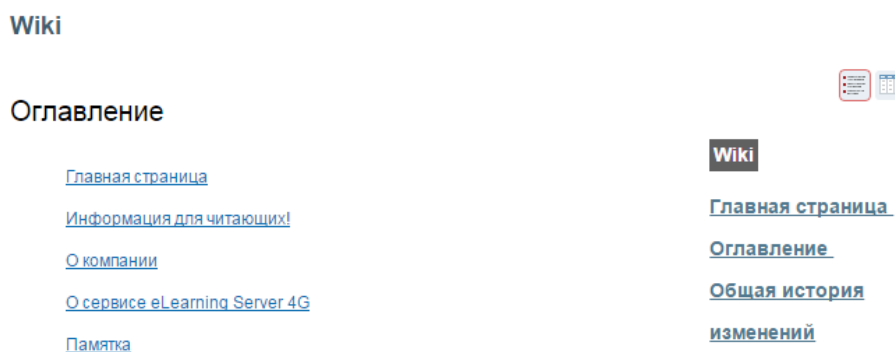 Wiki
Оглавление
Главная страница
Информация для читающих!
О компании
О сервисе eLearning Server 4G
Памятка
Wiki
Главная страница
Оглавление
Общая история
изменений